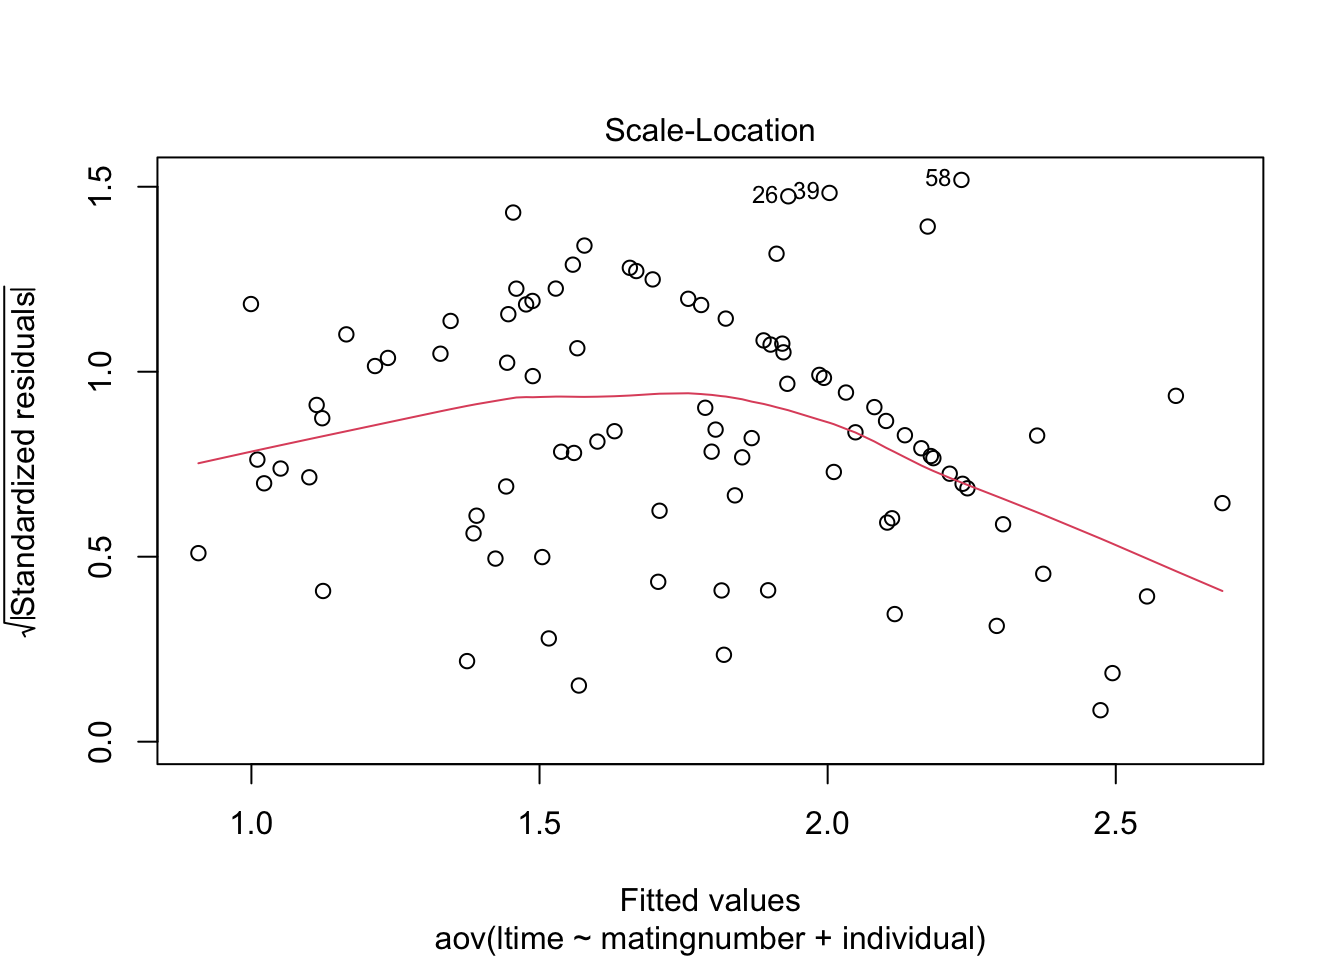 Scale-Location
√|Standardized residuals|
1.5
1.0
0.5
0.0
26
39
58
1.0
1.5
2.0
2.5
Fitted values
aov(ltime ~ matingnumber + individual)